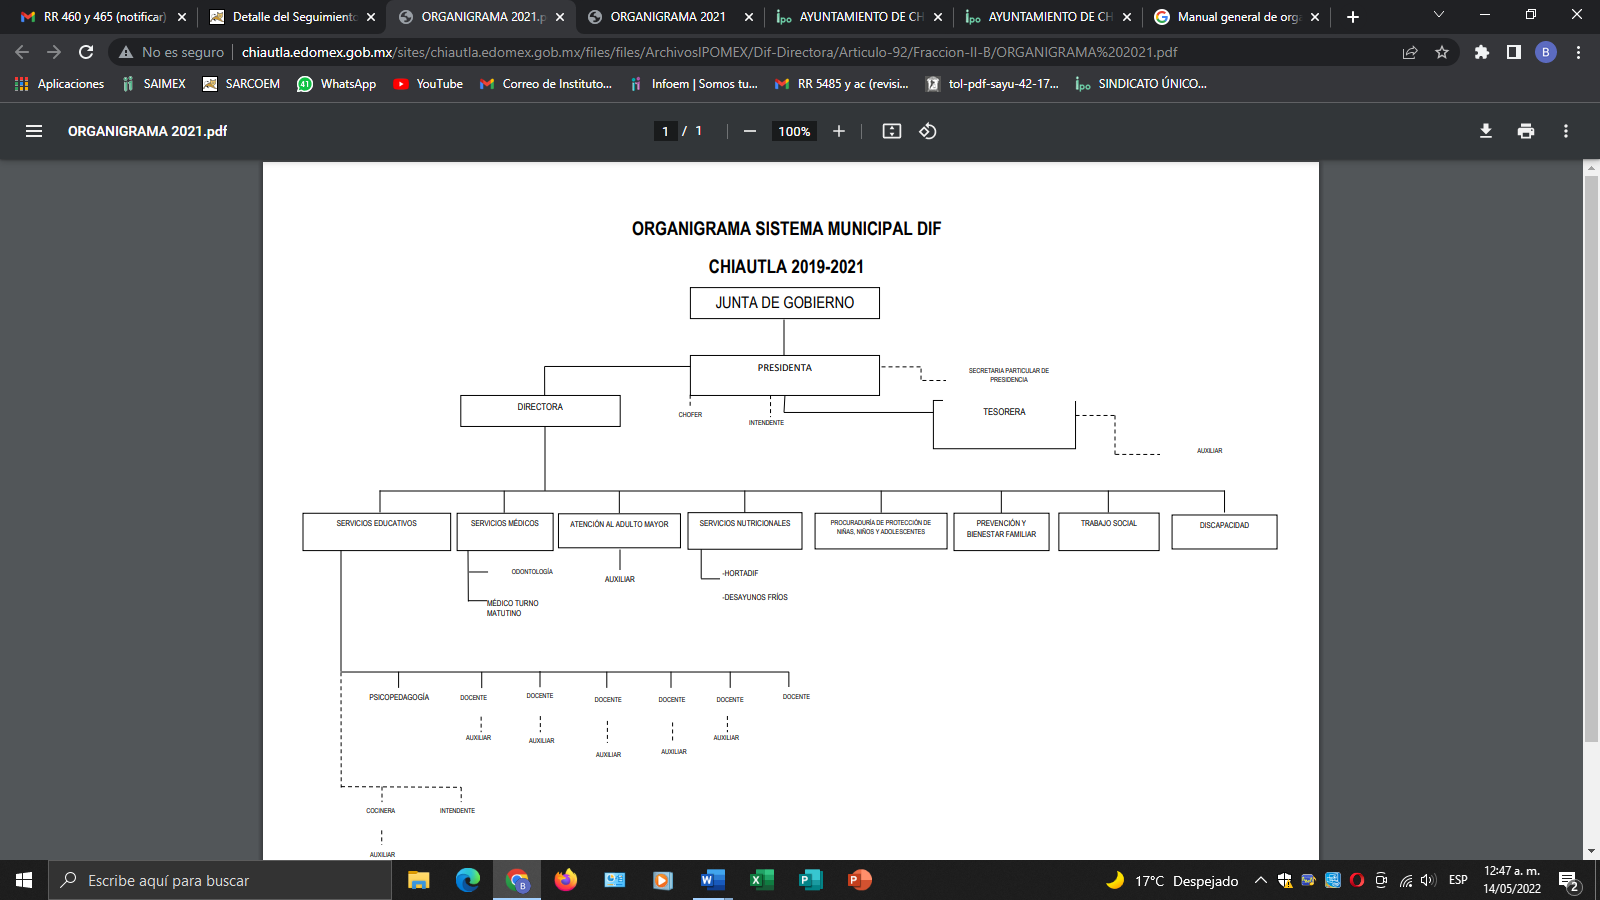 RR 460 y 465 (notificar)
Detalle del Seguimiento
ORGANIGRAMA 2021.p
ORGANIGRAMA 2021
AYUNTAMIENTO DE CH
AYUNTAMIENTO DE CH
Manual general de orga
No es seguro
chiautla.edomex.gob.mx/sites/chiautla.edomex.gob.mx/files/files/ArchivosIPOMEX/Dif-Directora/Articulo-92/Fraccion-II-B/ORGANIGRAMA%202021.pdf
B
Aplicaciones
SAIMEX
SARCOEM
WhatsApp
YouTube
Correo de Instituto...
Infoem | Somos tu...
RR 5485 y ac (revisi...
tol-pdf-sayu-42-17...
SINDICATO ÚNICO...
ORGANIGRAMA 2021.pdf
1 / 1
100%
ORGANIGRAMA SISTEMA MUNICIPAL DIF
CHIAUTLA 2019-2021
JUNTA DE GOBIERNO
PRESIDENTA
SECRETARIA PARTICULAR DE
PRESIDENCIA
DIRECTORA
CHOFER
INTENDENTE
TESORERA
AUXILIAR
SERVICIOS EDUCATIVOS
SERVICIOS MÉDICOS
ATENCIÓN AL ADULTO MAYOR
SERVICIOS NUTRICIONALES
PROCURADURÍA DE PROTECCIÓN DE
NIÑAS, NIÑOS Y ADOLESCENTES
PREVENCIÓN Y
BIENESTAR FAMILIAR
TRABAJO SOCIAL
DISCAPACIDAD
ODONTOLOGÍA
MÉDICO TURNO
MATUTINO
AUXILIAR
-HORTADIF
-DESAYUNOS FRÍOS
PSICOPEDAGOGÍA
DOCENTE
DOCENTE
DOCENTE
DOCENTE
DOCENTE
DOCENTE
AUXILIAR
AUXILIAR
AUXILIAR
AUXILIAR
AUXILIAR
COCINERA
INTENDENTE
AUXILIAR
Escribe aquí para buscar
17°C Despejado
ESP
12:47 a. m.
14/05/2022
2